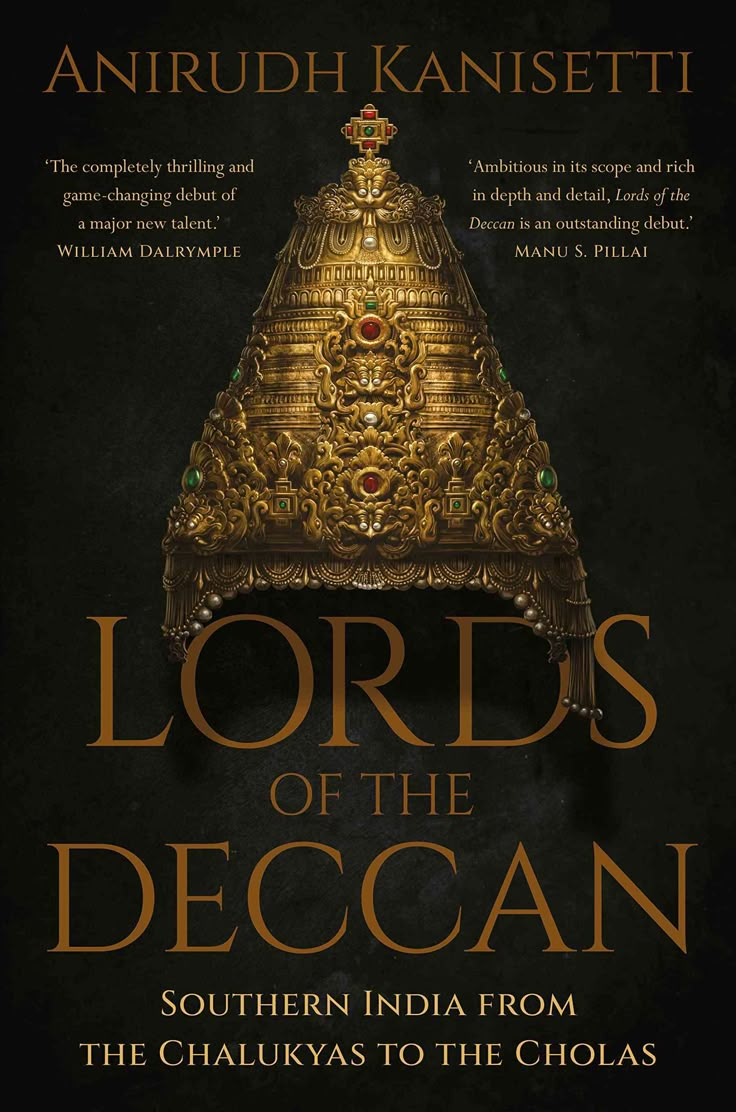 ANIRUDH KANISETTI
‘The completely thrilling and
game-changing debut of
a major new talent.’
WILLIAM DALRYMPLE
‘Ambitious in its scope and rich
in depth and detail, Lords of the
Deccan is an outstanding debut.’
MANU S. PILLAI
LORDS
OF THE
DECCAN
SOUTHERN INDIA FROM
THE CHALUKYAS TO THE CHOLAS